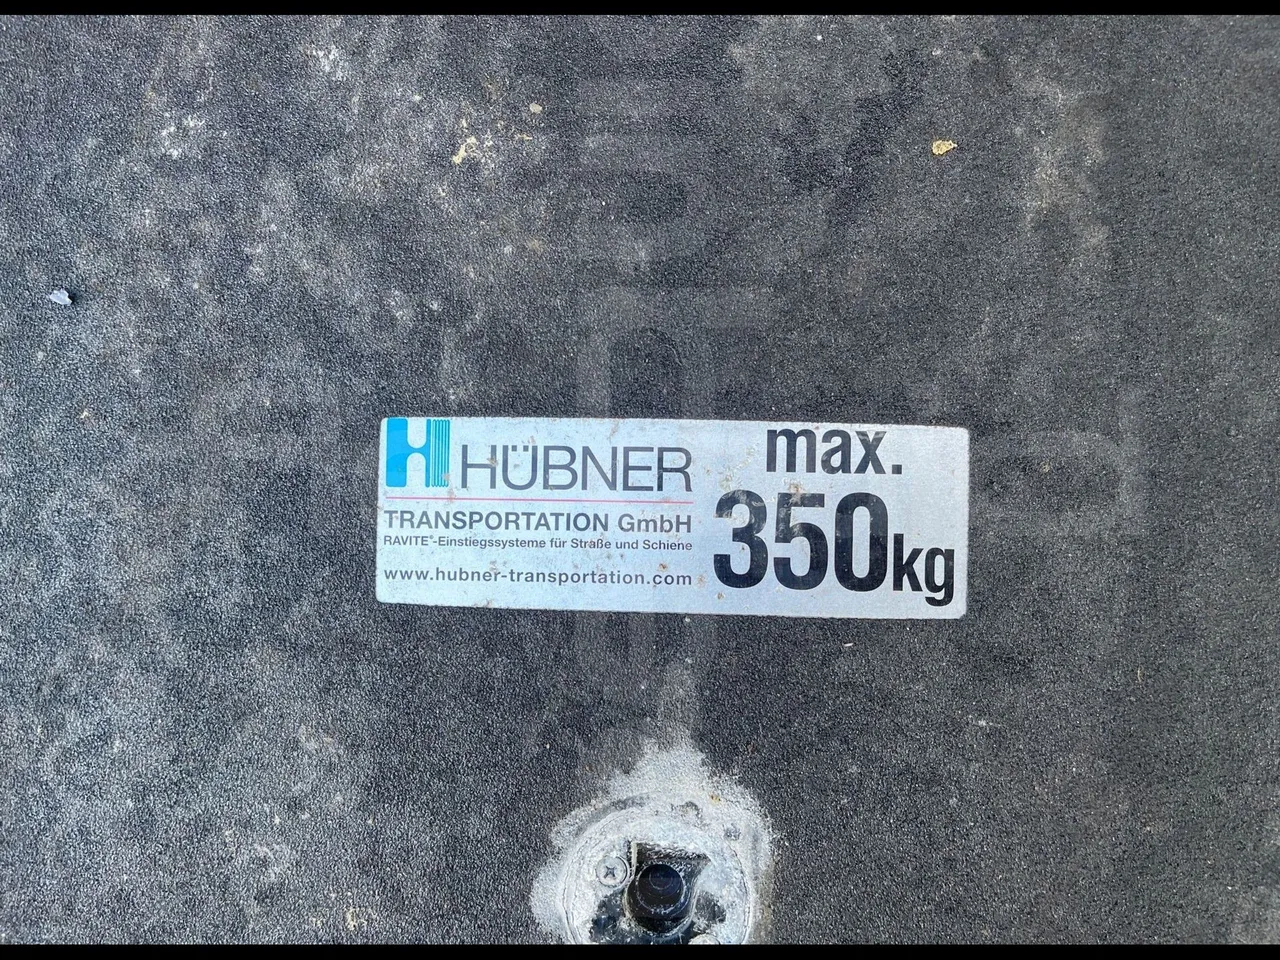 HÜBNER
TRANSPORTATION GmbH
RAVITE®-Einstiegssysteme für Straße und Schiene
www.hubner-transportation.com
max.
350kg